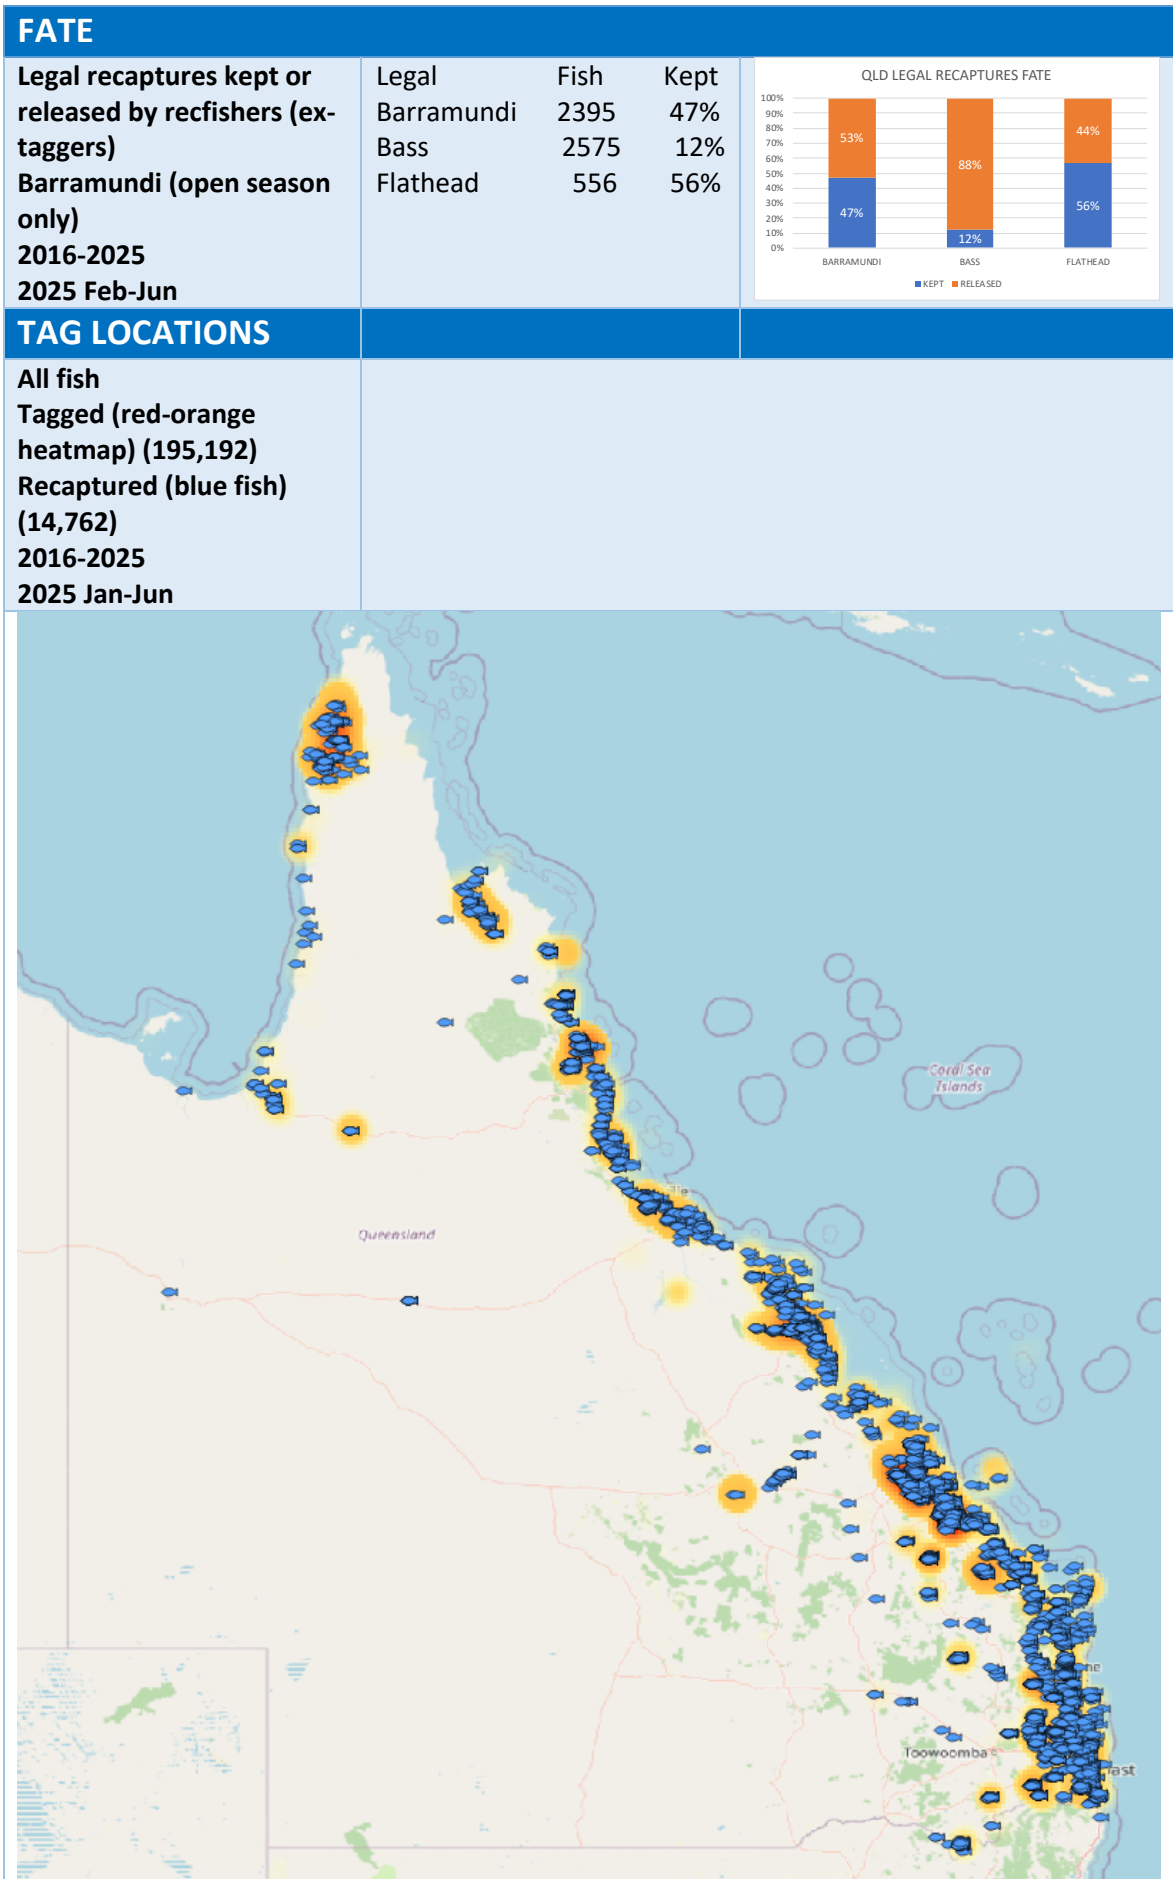 FATE
Legal recaptures kept or
released by recfishers (ex-
taggers)
Barramundi (open season
only)
2016-2025
2025 Feb-Jun
Legal Fish Kept
Barramundi 2395 47%
Bass 2575 12%
Flathead 556 56%
QLD LEGAL RECAPTURES FATE
100%
90%
80%
70%
60%
50%
40%
30%
20%
10%
0%
53%
47%
88%
12%
44%
56%
BARRAMUNDI BASS FLATHEAD
KEPT RELEASED
TAG LOCATIONS
All fish
Tagged (red-orange
heatmap) (195,192)
Recaptured (blue fish)
(14,762)
2016-2025
2025 Jan-Jun
Coral Sea
Islands
Queensland
Toowoomba